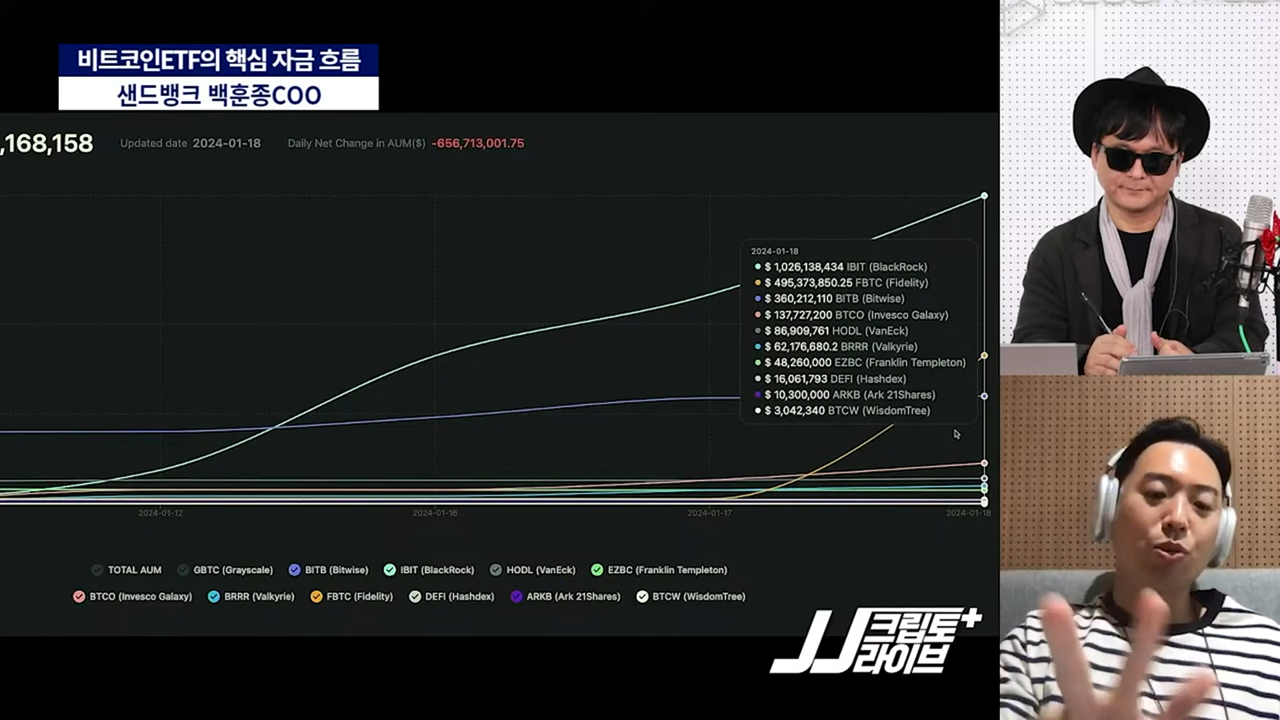 비트코인ETF의 핵심 자금 흐름
샌드뱅크 백훈종COO
,168,158
Updated date 2024-01-18
Daily Net Change in AUM($) -656,713,001.75
2024-01-18
$ 1,026,138,434 IBIT (BlackRock)
$ 495,373,850.25 FBTC (Fidelity)
$ 360,212,110 BITB (Bitwise)
$ 137,727,200 BTCO (Invesco Galaxy)
$ 86,909,761 HODL (VanEck)
$ 62,176,680.2 BRRR (Valkyrie)
$ 48,260,000 EZBC (Franklin Templeton)
$ 16,061,793 DEFI (Hashdex)
$ 10,300,000 ARKB (Ark 21Shares)
$ 3,042,340 BTCW (WisdomTree)
2024-01-12
2024-01-16
2024-01-17
2024-01-18
TOTAL AUM
GBTC (Grayscale)
BITB (Bitwise)
IBIT (BlackRock)
HODL (VanEck)
EZBC (Franklin Templeton)
BTCO (Invesco Galaxy)
BRRR (Valkyrie)
FBTC (Fidelity)
DEFI (Hashdex)
ARKB (Ark 21Shares)
BTCW (WisdomTree)
JJ 크립토+
라이브